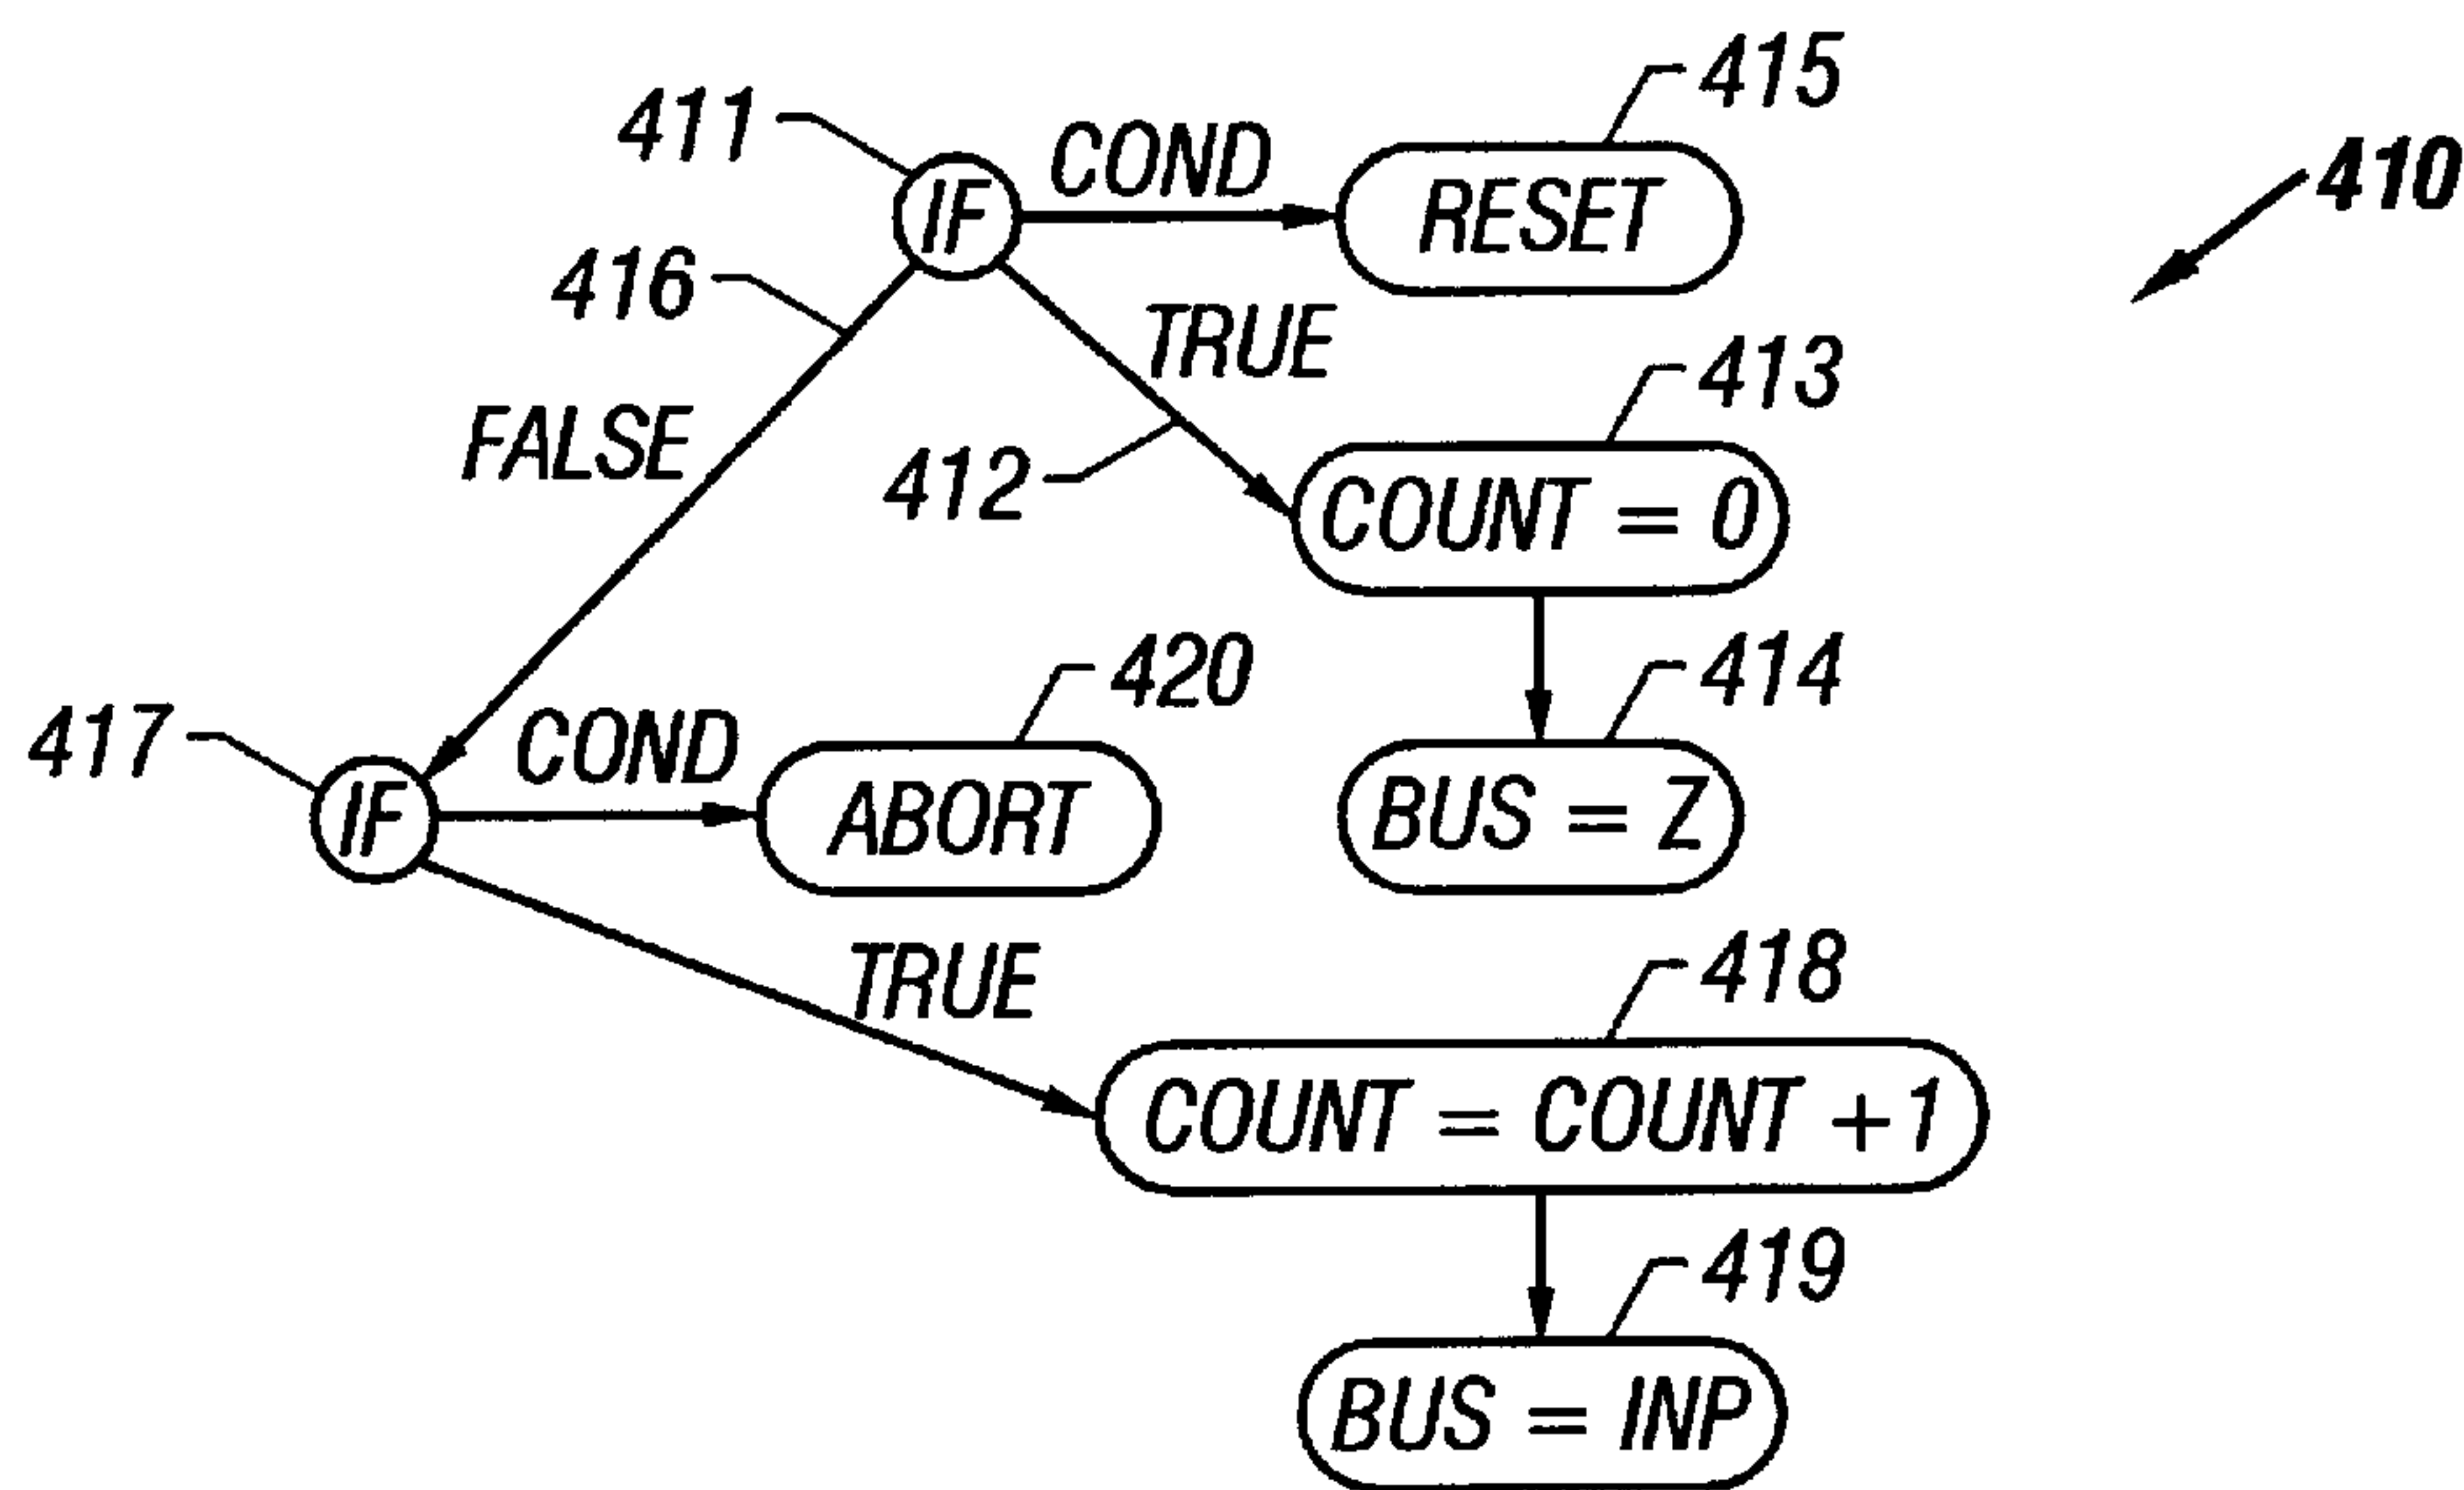 415
411
COND
410
IF
RESET
416
TRUE
413
FALSE
412
COUNT = 0
420
414
417
COND
IF
ABORT
BUS = Z
TRUE
418
COUNT = COUNT + 1
419
BUS = INP